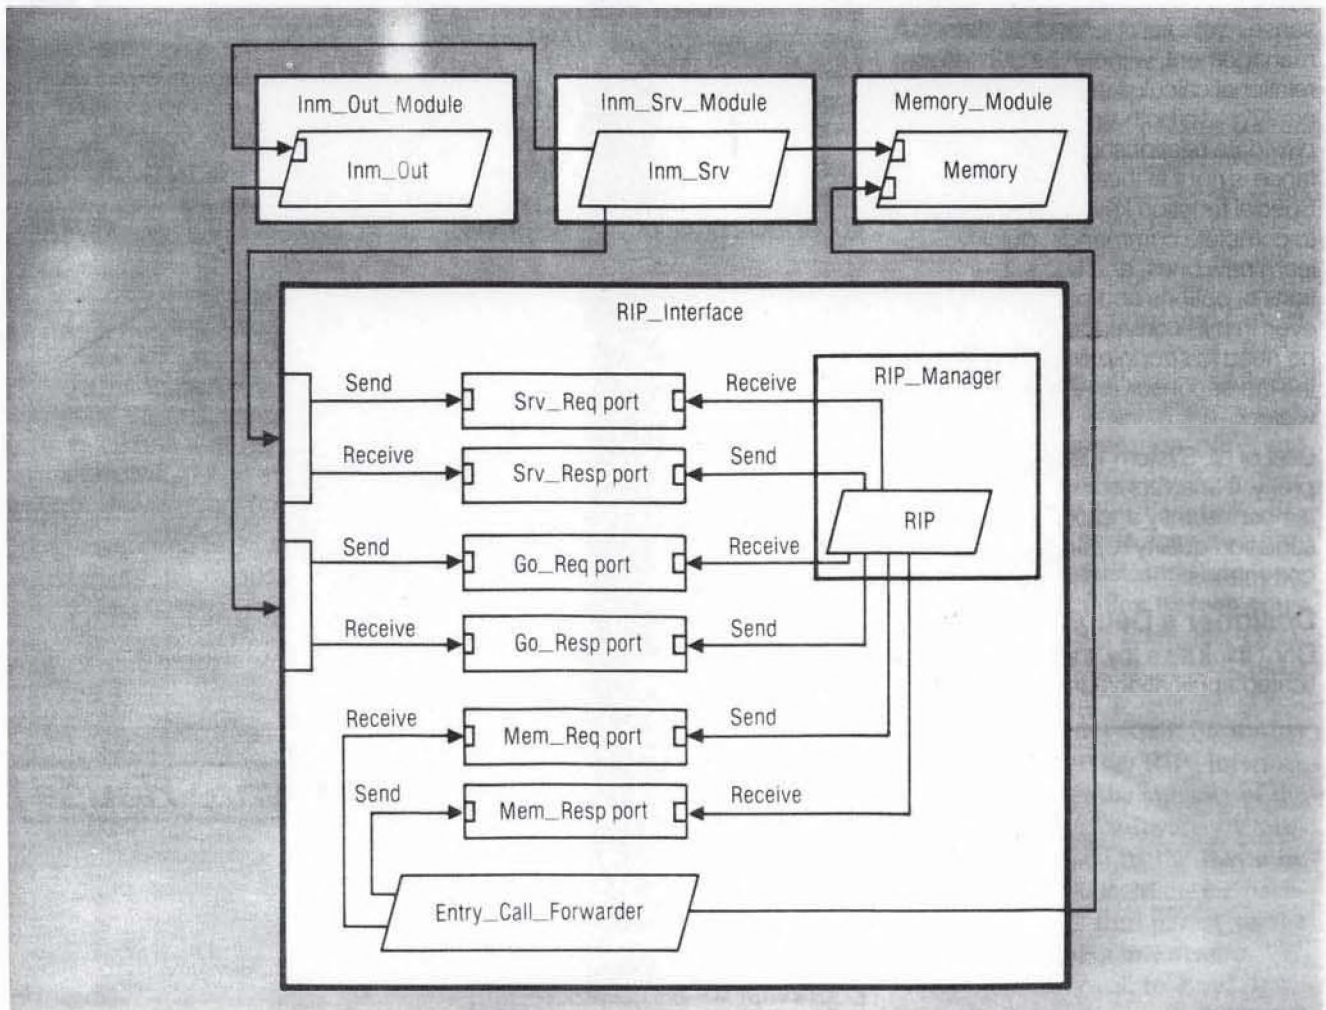 Inm_Out_Module
Inm_Srv_Module
Memory_Module
Inm_Out
Inm_Srv
Memory
RIP_Interface
RIP_Manager
Send
Srv_Req port
Receive
Receive
Srv_Resp port
Send
RIP
Send
Go_Req port
Receive
Receive
Go_Resp port
Send
Receive
Mem_Req port
Send
Send
Mem_Resp port
Receive
Entry_Call_Forwarder